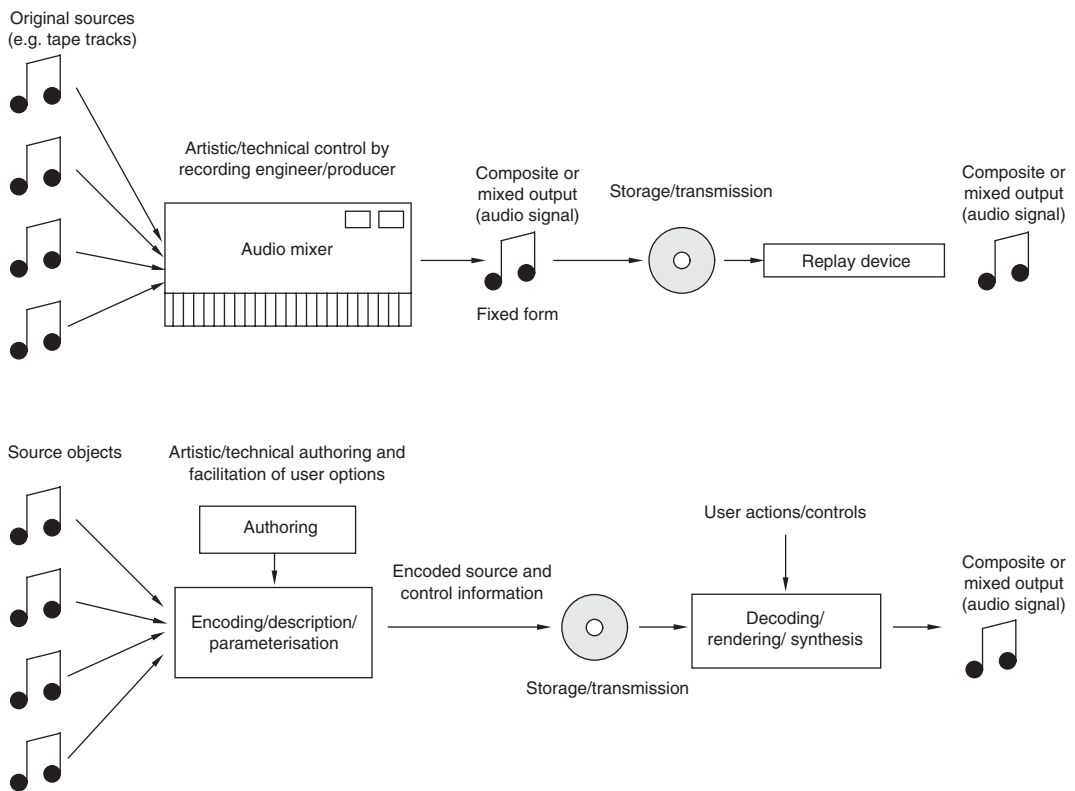 Original sources
(e.g. tape tracks)
Artistic/technical control by
recording engineer/producer
Audio mixer
Composite or
mixed output
(audio signal)
Fixed form
Storage/transmission
Replay device
Composite or
mixed output
(audio signal)
Source objects
Artistic/technical authoring and
facilitation of user options
Authoring
Encoding/description/
parameterisation
Encoded source and
control information
Storage/transmission
User actions/controls
Decoding/
rendering/ synthesis
Composite or
mixed output
(audio signal)